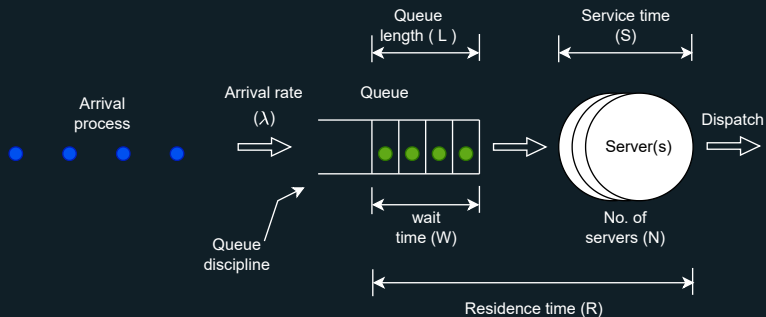 Queue
length ( L )
Service time
(S)
Arrival
process
Arrival rate
(λ)
Queue
Server(s)
Dispatch
wait
time (W)
No. of
servers (N)
Queue
discipline
Residence time (R)